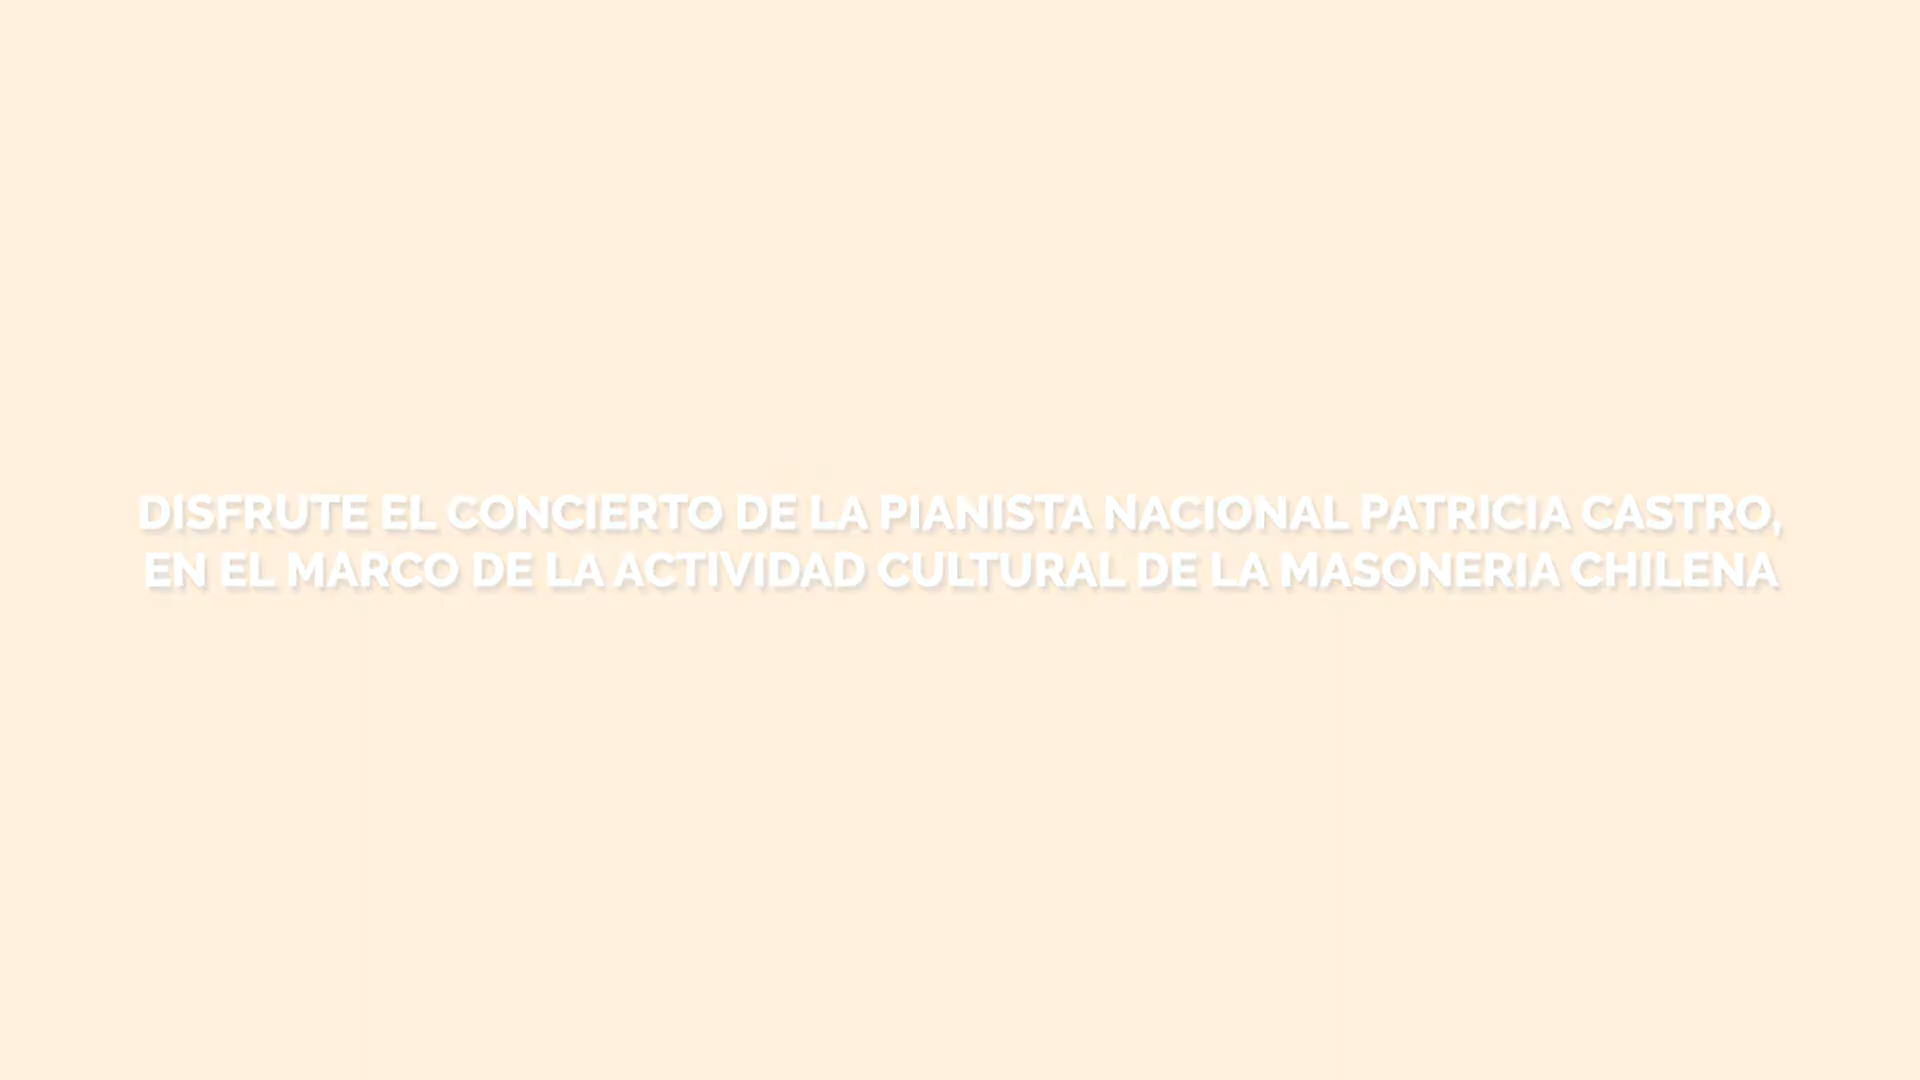 DISFRUTE EL CONCIERTO DE LA PIANISTA NACIONAL PATRICIA CASTRO,
EN EL MARCO DE LA ACTIVIDAD CULTURAL DE LA MASONERIA CHILENA